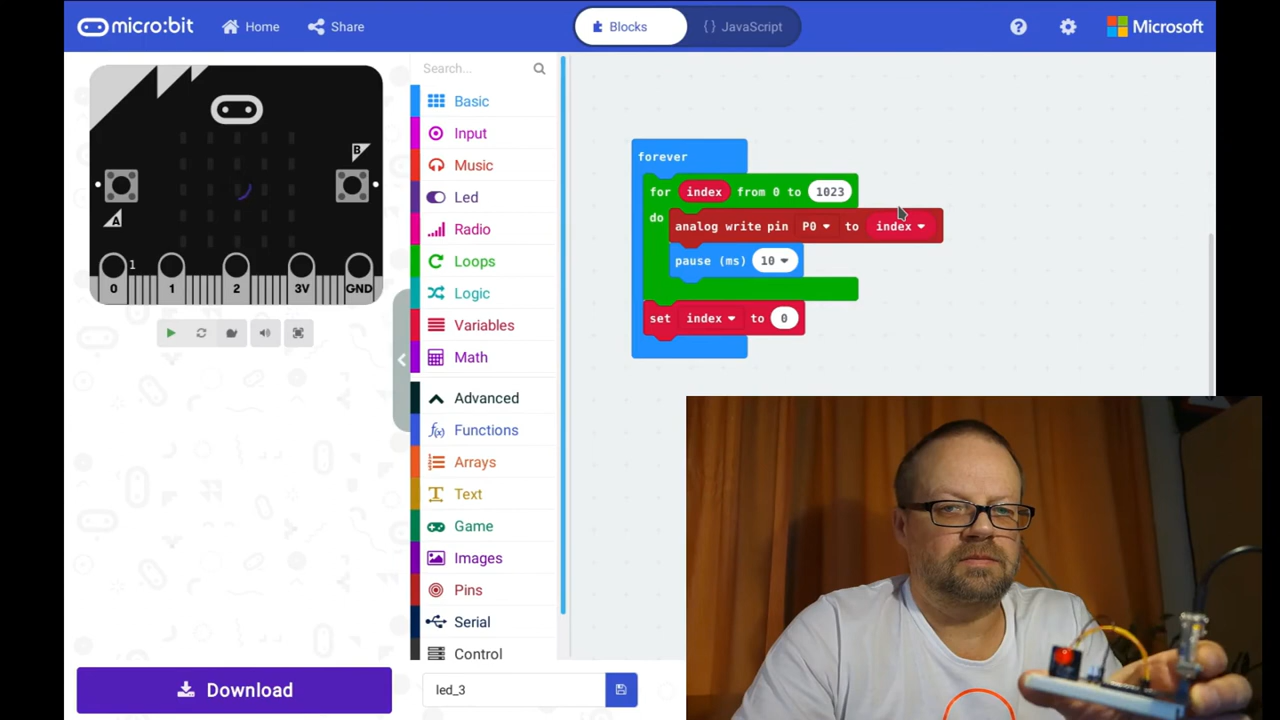 micro:bit
Home
Share
Blocks
{ } JavaScript
?
Microsoft
A
B
1
0 1 2 3V GND
Search...
Basic
Input
Music
Led
Radio
Loops
Logic
Variables
Math
Advanced
Functions
Arrays
Text
Game
Images
Pins
Serial
Control
forever
for index from 0 to 1023
do analog write pin P0 to index
pause (ms) 10
set index to 0
Download
led_3